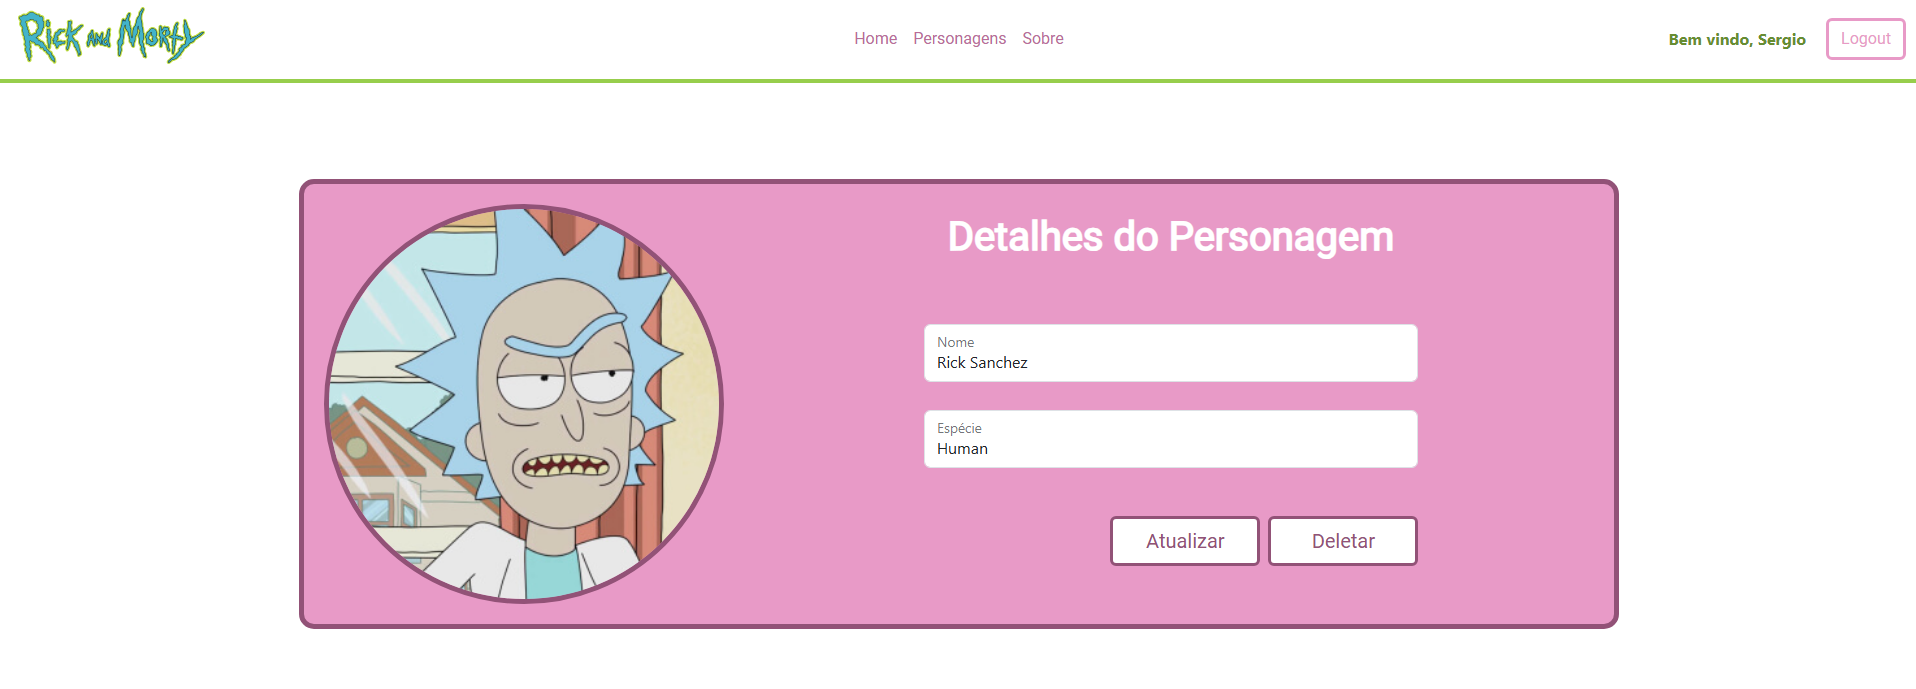 Rick and Morty
Home Personagens Sobre
Bem vindo, Sergio
Logout
Detalhes do Personagem
Nome
Rick Sanchez
Espécie
Human
Atualizar Deletar